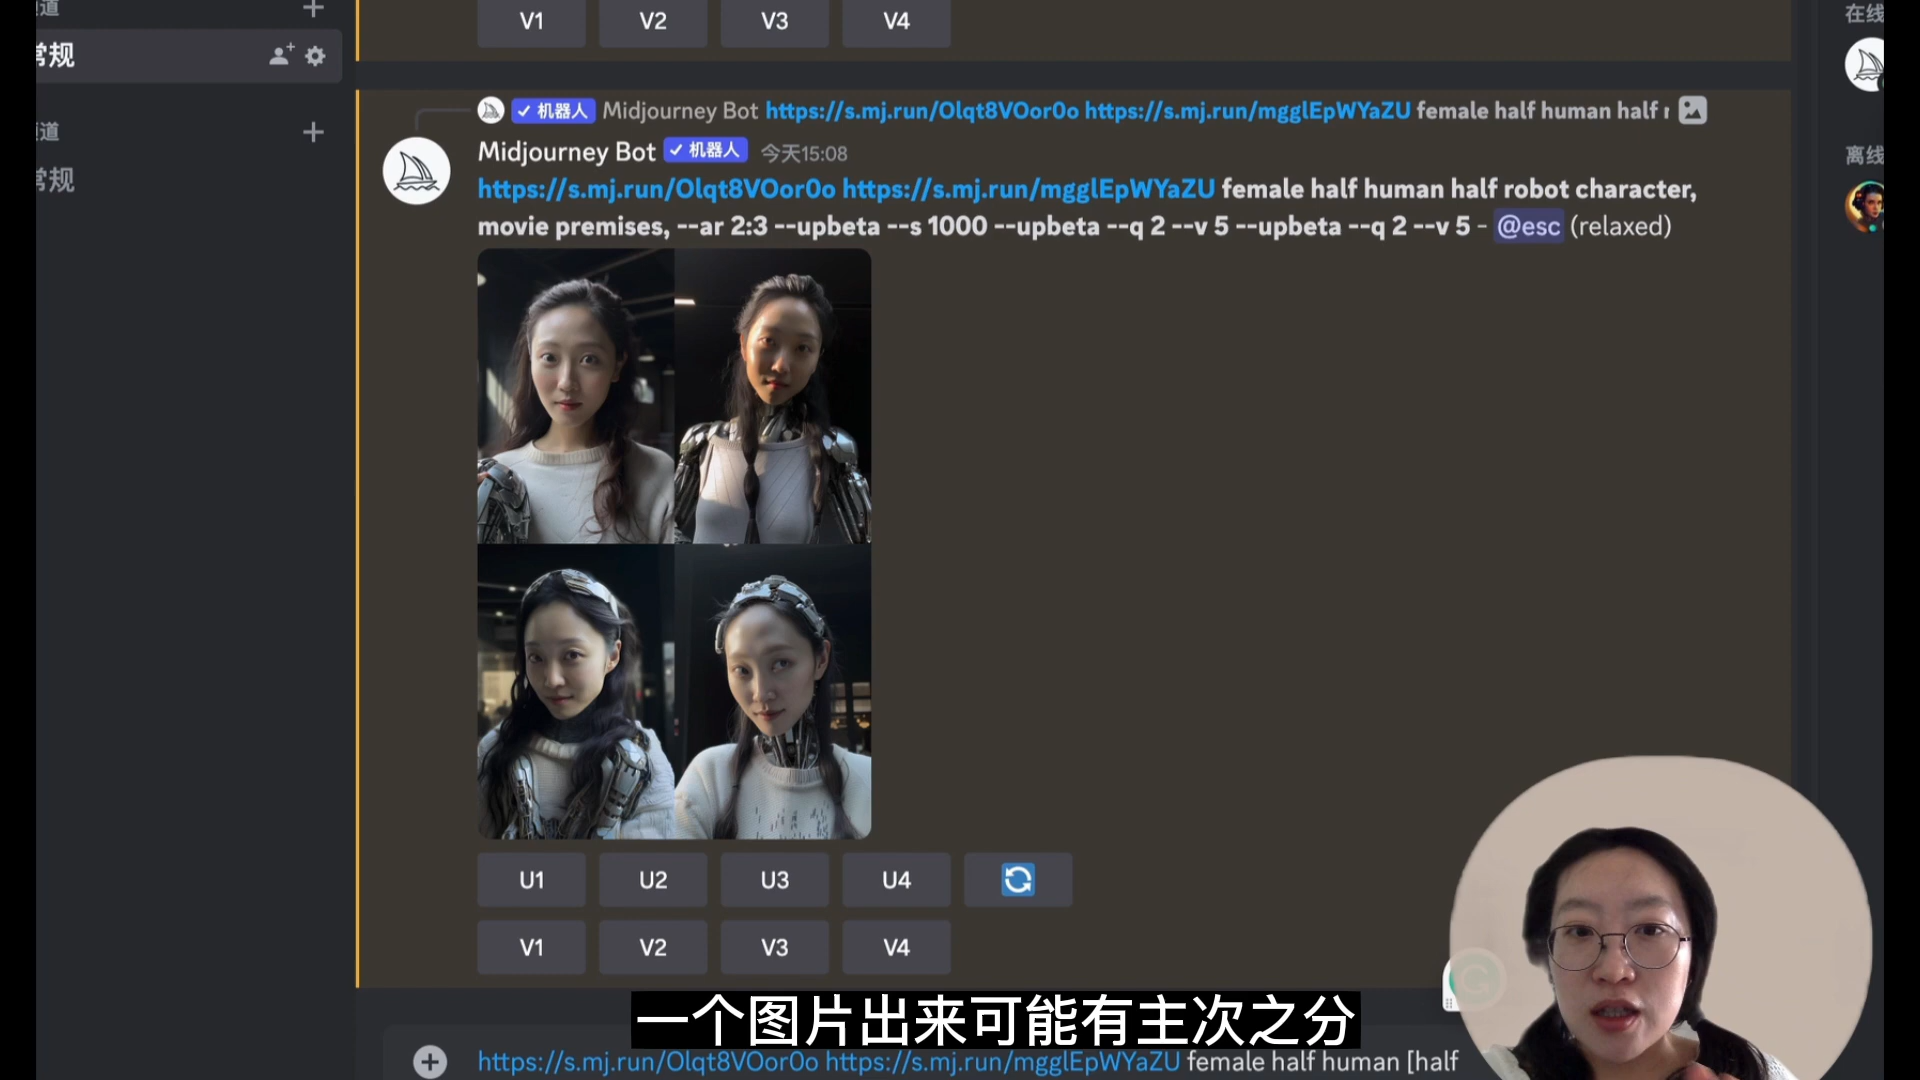 V1 V2 V3 V4
在线
常规
机器人 Midjourney Bot https://s.mj.run/Olqt8VOor0o https://s.mj.run/mgglEpWYaZU female half human half r
Midjourney Bot 机器人 今天15:08
离线
常规
https://s.mj.run/Olqt8VOor0o https://s.mj.run/mgglEpWYaZU female half human half robot character,
movie premises, --ar 2:3 --upbeta --s 1000 --upbeta --q 2 --v 5 --upbeta --q 2 --v 5 - @esc (relaxed)
U1 U2 U3 U4
V1 V2 V3 V4
一个图片出来可能有主次之分
https://s.mj.run/Olqt8VOor0o https://s.mj.run/mgglEpWYaZU female half human [half